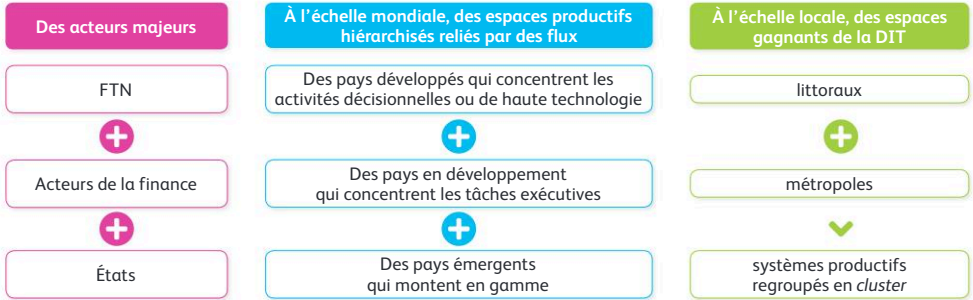 Des acteurs majeurs
FTN
Acteurs de la finance
États
À l'échelle mondiale, des espaces productifs
hiérarchisés reliés par des flux
Des pays développés qui concentrent les
activités décisionnelles ou de haute technologie
Des pays en développement
qui concentrent les tâches exécutives
Des pays émergents
qui montent en gamme
À l'échelle locale, des espaces
gagnants de la DIT
littoraux
métropoles
systèmes productifs
regroupés en cluster